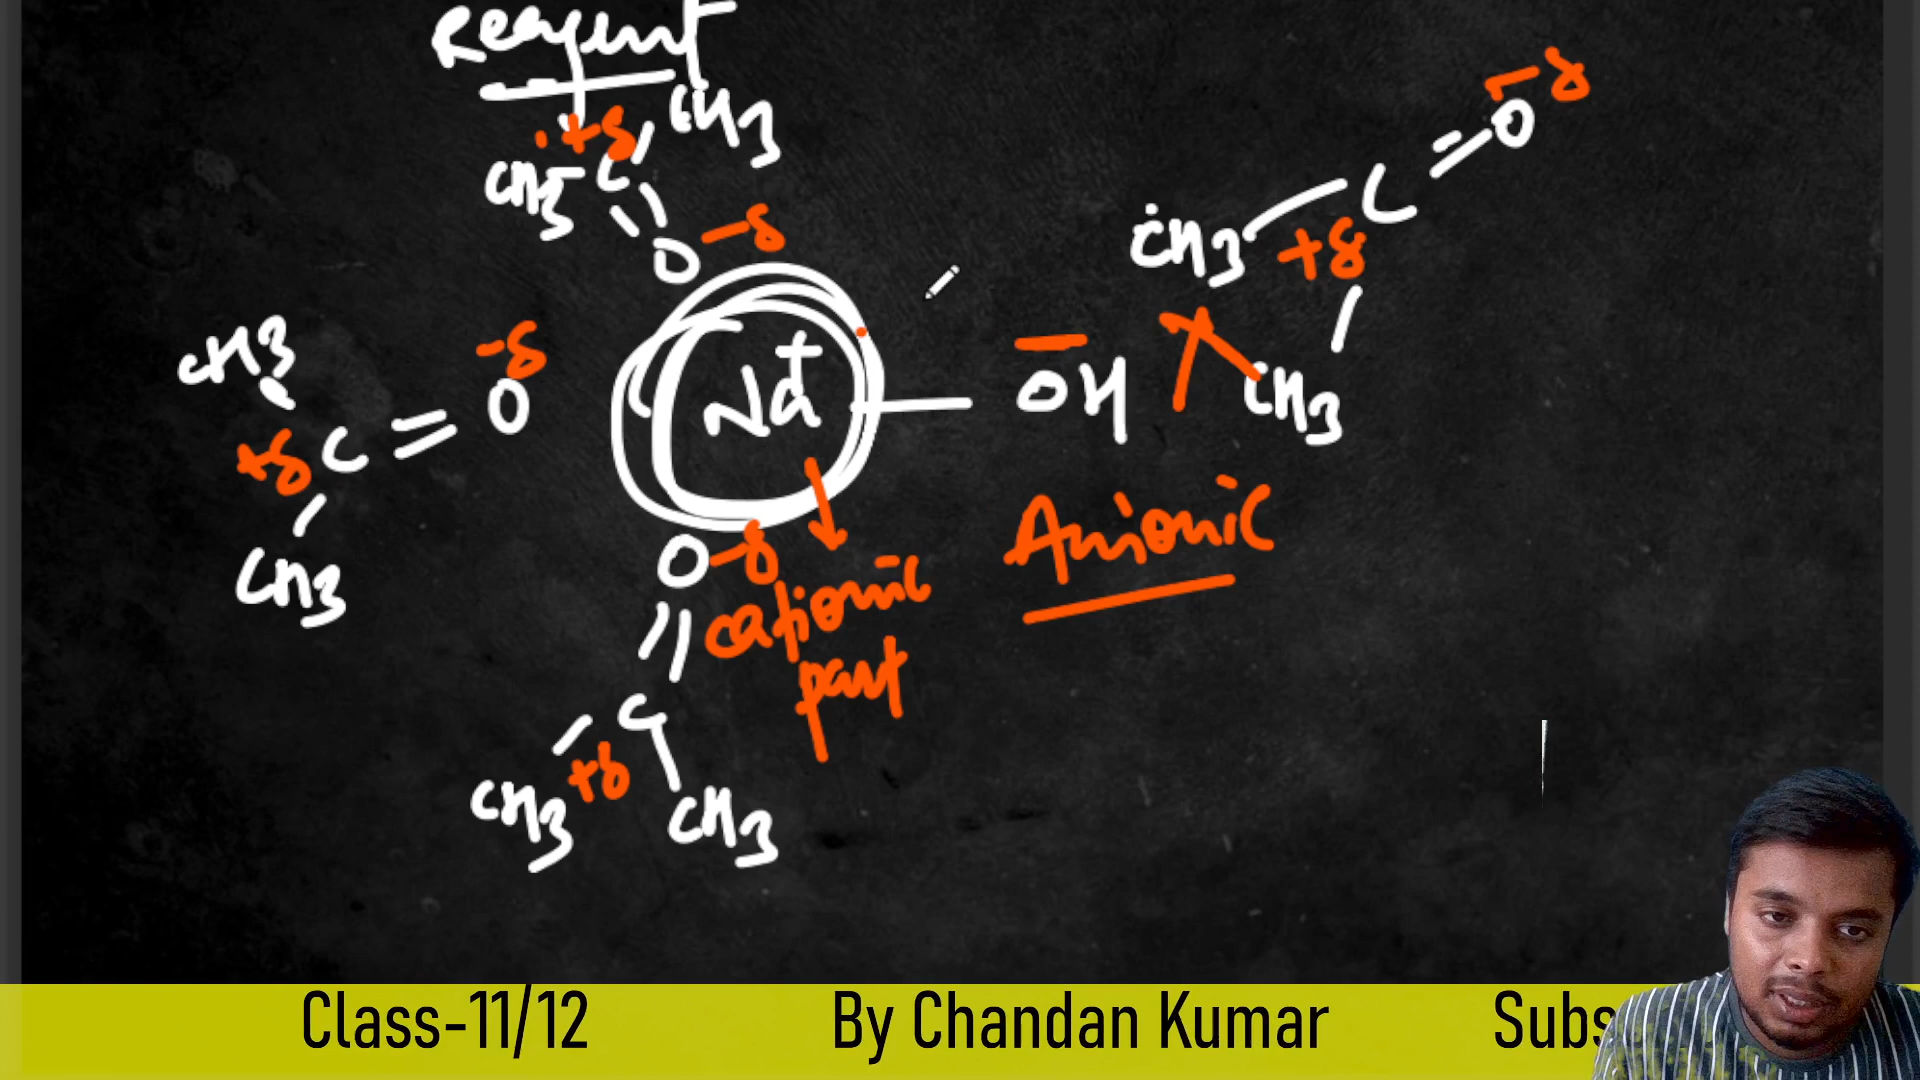 Reagent
+δ CH3
CH3 - C
O -δ
CH3
-δ
+δ C = O
CH3
Na+
O -δ
cationic
part
C
CH3 +δ
CH3
-δ
C = O
CH3 +δ
CH3
OH
Anionic
Class-11/12 By Chandan Kumar Subs